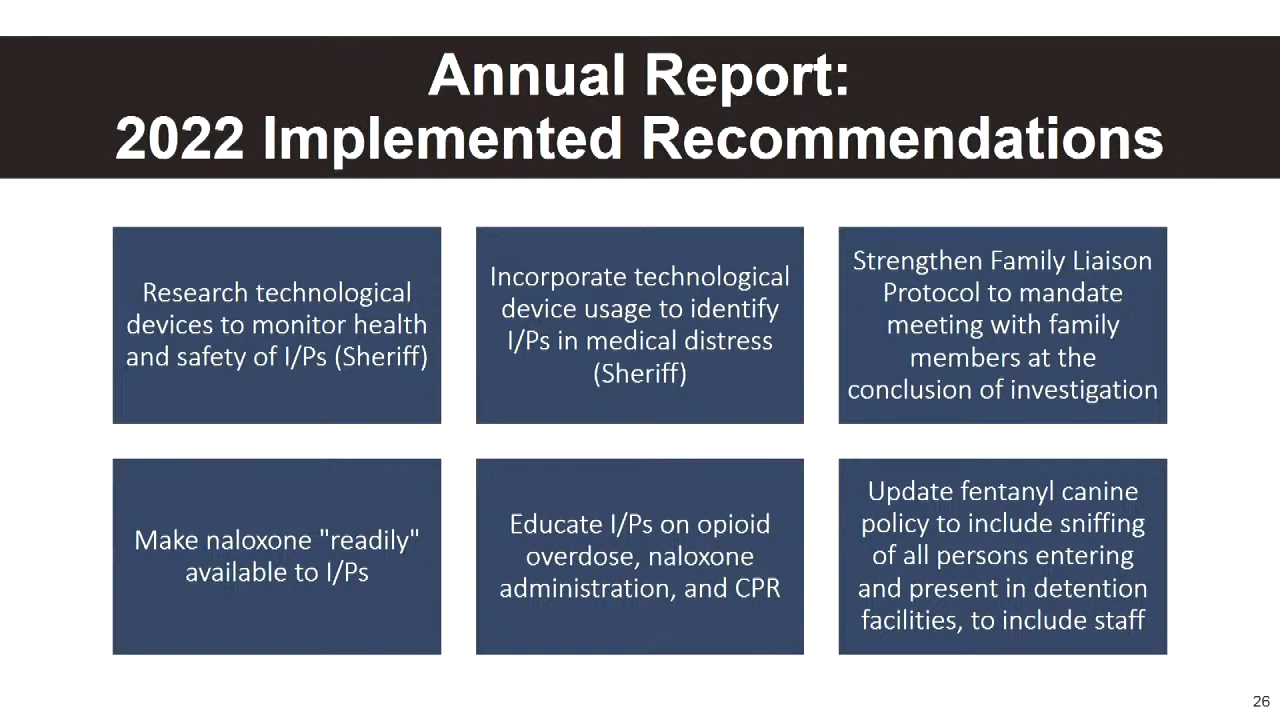 Annual Report:
2022 Implemented Recommendations
Research technological
devices to monitor health
and safety of I/Ps (Sheriff)
Incorporate technological
device usage to identify
I/Ps in medical distress
(Sheriff)
Strengthen Family Liaison
Protocol to mandate
meeting with family
members at the
conclusion of investigation
Make naloxone "readily"
available to I/Ps
Educate I/Ps on opioid
overdose, naloxone
administration, and CPR
Update fentanyl canine
policy to include sniffing
of all persons entering
and present in detention
facilities, to include staff
26